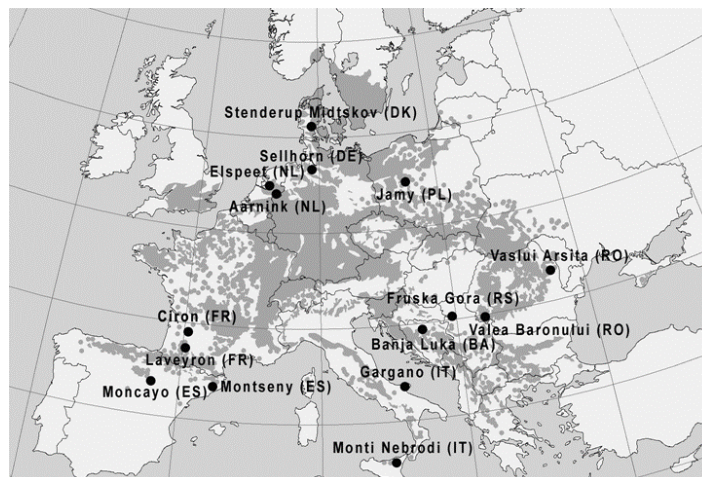 Stenderup Midtskov (DK)
Sellhorn (DE)
Elspeet (NL)
Aarnink (NL)
Jamy (PL)
Vaslui Arsita (RO)
Fruska Gora (RS)
Ciron (FR)
Valea Baronului (RO)
Banja Luka (BA)
Laveyron (FR)
Gargano (IT)
Moncayo (ES)
Montseny (ES)
Monti Nebrodi (IT)